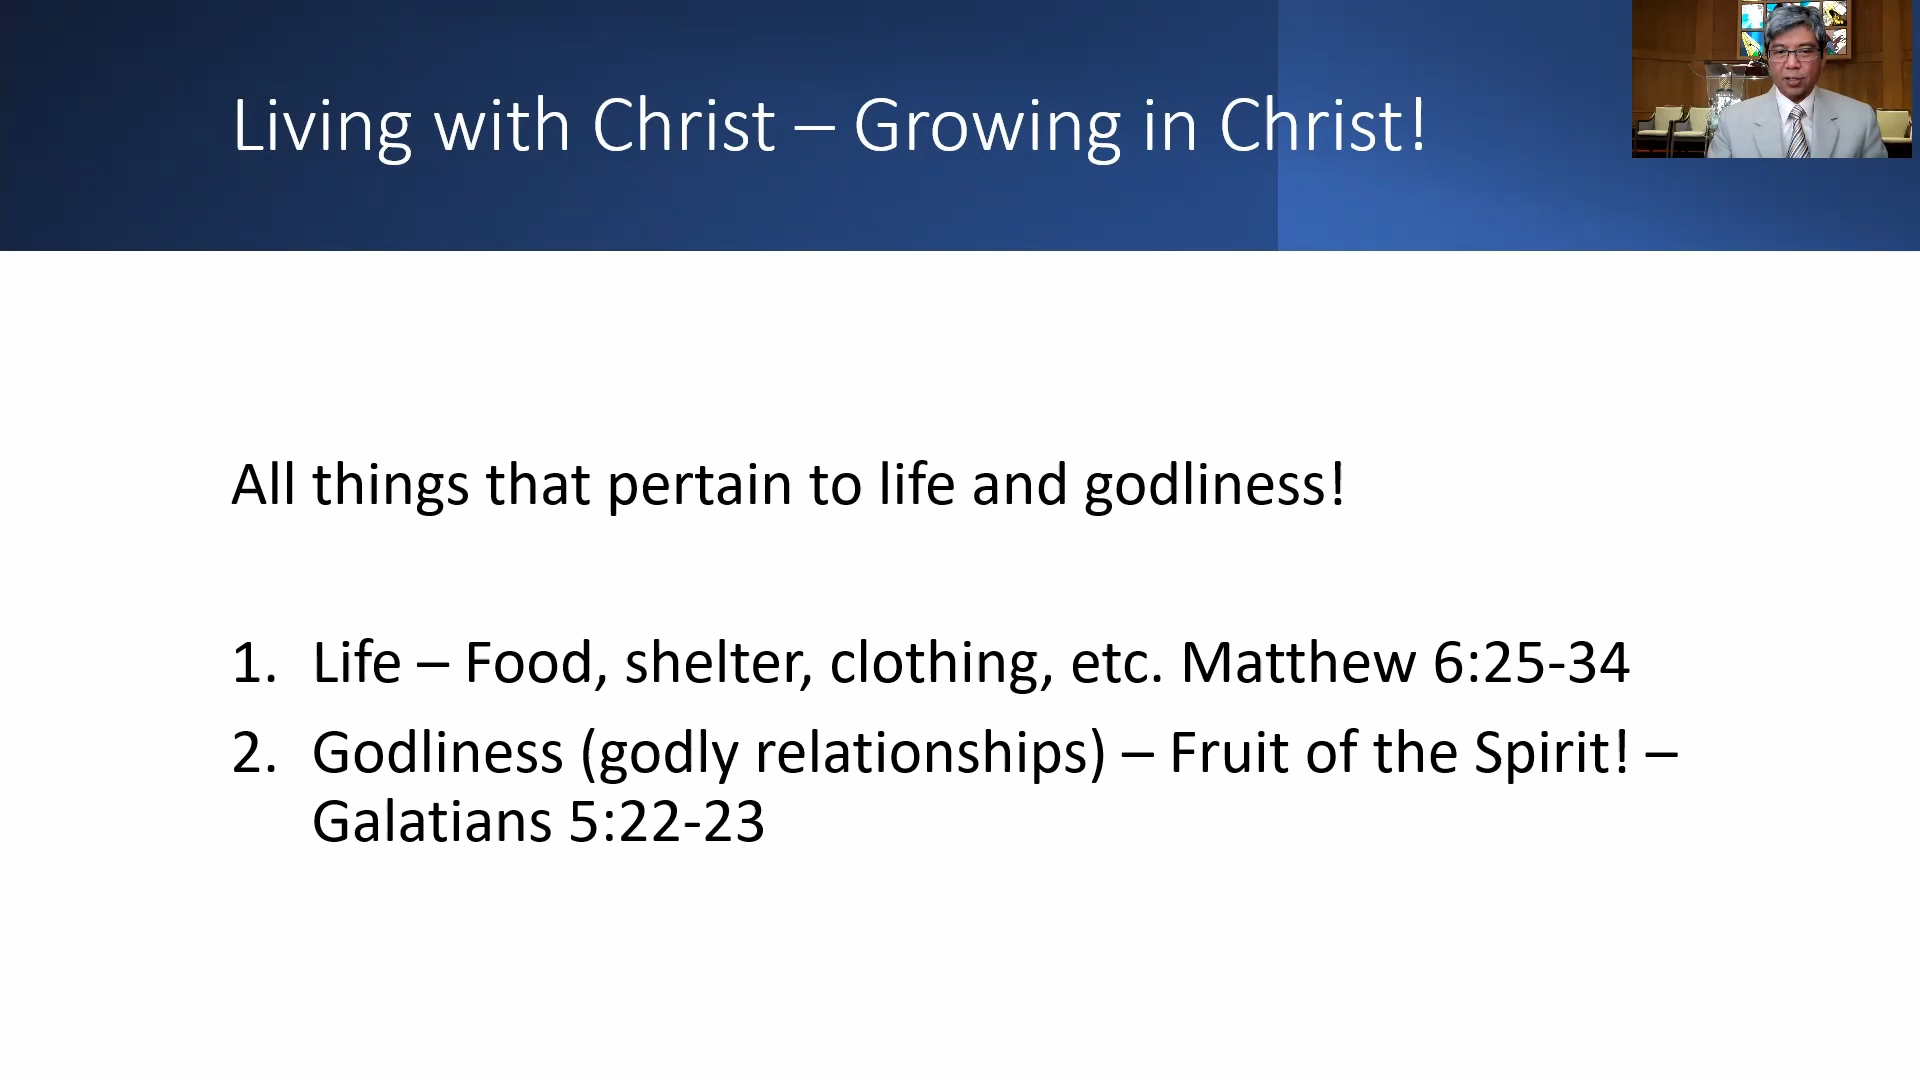 Living with Christ – Growing in Christ!
All things that pertain to life and godliness!
1. Life – Food, shelter, clothing, etc. Matthew 6:25-34
2. Godliness (godly relationships) – Fruit of the Spirit! –
Galatians 5:22-23